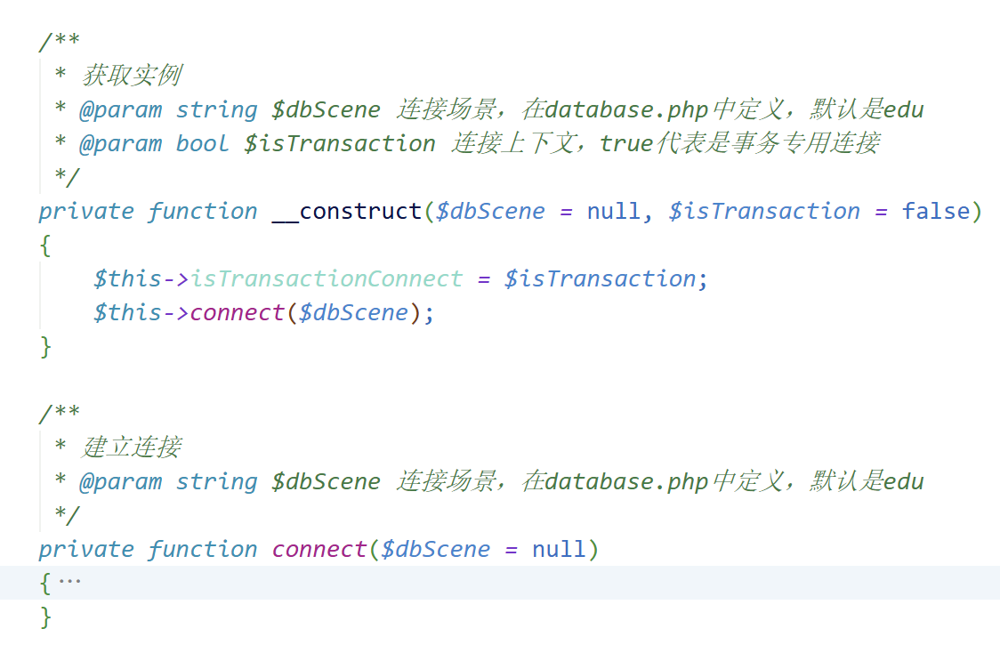 /**
 * 获取实例
 * @param string $dbScene 连接场景，在database.php中定义，默认是edu
 * @param bool $isTransaction 连接上下文，true代表是事务专用连接
 */
private function __construct($dbScene = null, $isTransaction = false)
{
    $this->isTransactionConnect = $isTransaction;
    $this->connect($dbScene);
}

/**
 * 建立连接
 * @param string $dbScene 连接场景，在database.php中定义，默认是edu
 */
private function connect($dbScene = null)
{ ···
}